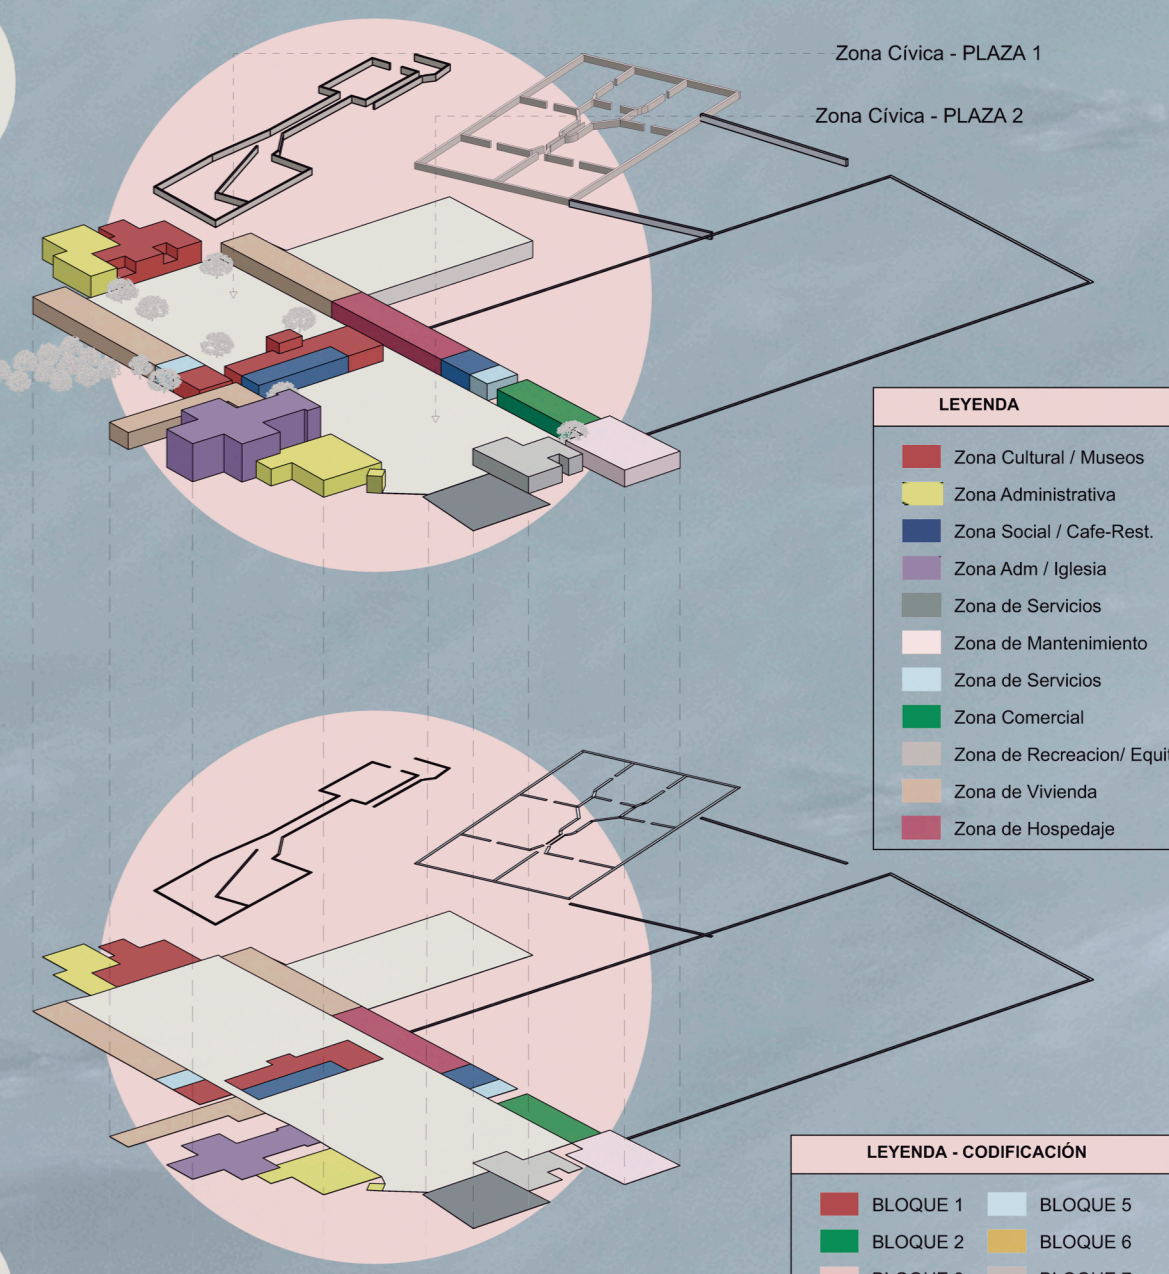 Zona Cívica - PLAZA 1
Zona Cívica - PLAZA 2
LEYENDA
Zona Cultural / Museos
Zona Administrativa
Zona Social / Cafe-Rest.
Zona Adm / Iglesia
Zona de Servicios
Zona de Mantenimiento
Zona de Servicios
Zona Comercial
Zona de Recreacion/ Equit
Zona de Vivienda
Zona de Hospedaje
LEYENDA - CODIFICACIÓN
BLOQUE 1 BLOQUE 5
BLOQUE 2 BLOQUE 6